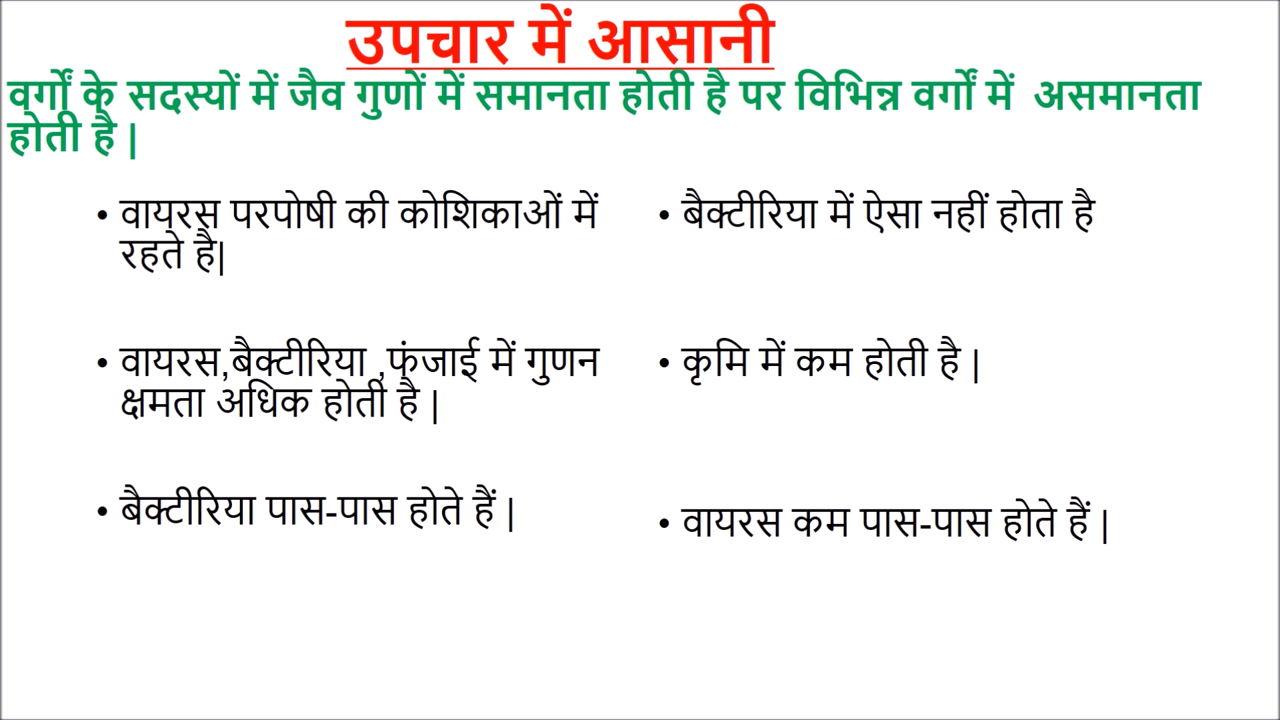 उपचार में आसानी
वर्गों के सदस्यों में जैव गुणों में समानता होती है पर विभिन्न वर्गों में असमानता
होती है |
• वायरस परपोषी की कोशिकाओं में
रहते है|
• वायरस,बैक्टीरिया ,फंजाई में गुणन
क्षमता अधिक होती है |
• बैक्टीरिया पास-पास होते हैं |
• बैक्टीरिया में ऐसा नहीं होता है
• कृमि में कम होती है |
• वायरस कम पास-पास होते हैं |